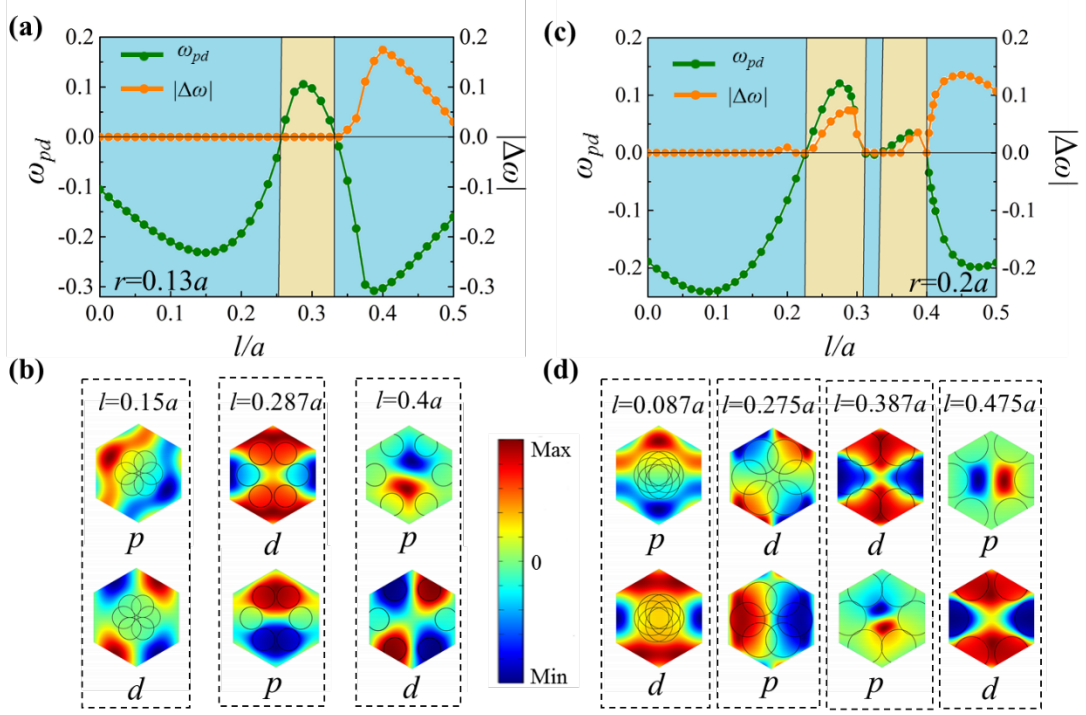 (a)
0.2
0.1
0.0
-0.1
-0.2
-0.3
ω_pd
ω_pd
|Δω|
r=0.13a
0.2
0.1
0.0
-0.1
-0.2
-0.3
|Δω|
0.0 0.1 0.2 0.3 0.4 0.5
l/a
(c)
0.2
0.1
0.0
-0.1
-0.2
ω_pd
ω_pd
|Δω|
r=0.2a
0.2
0.1
0.0
-0.1
-0.2
|Δω|
0.0 0.1 0.2 0.3 0.4 0.5
l/a
(b)
l=0.15a l=0.287a l=0.4a
p d p
d p d
Max
0
Min
(d)
l=0.087a l=0.275a l=0.387a l=0.475a
p d d p
d p p d